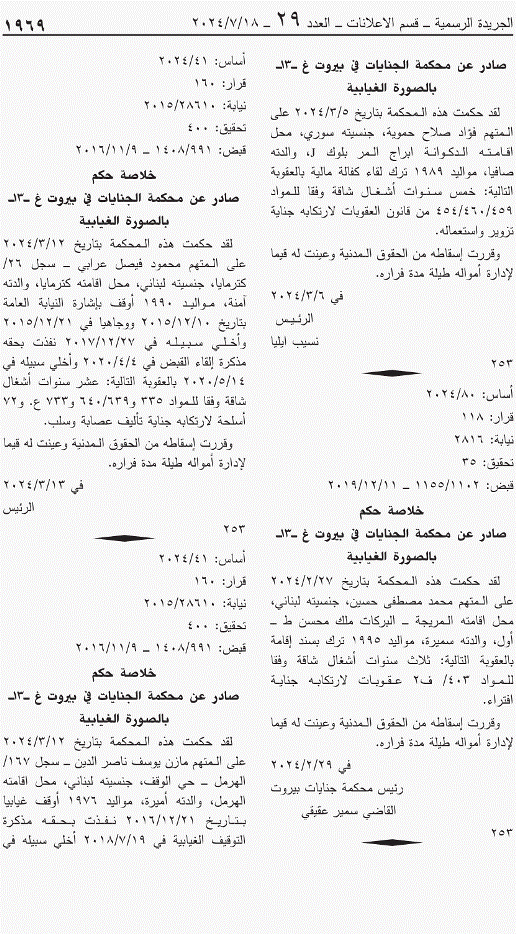 الجريدة الرسمية ــ قسم الاعلانات ــ العدد ٢٩ ــ ٢٠٢٤/٧/١٨
١٩٦٩
صادر عن محكمة الجنايات في بيروت غ ــ١٣ــ
بالصورة الغيابية
لقد حكمت هذه المحكمة بتاريخ ٢٠٢٤/٣/٥ على
المتهم فؤاد صلاح حموية، جنسيته سوري، محل
اقامته الدكوانة ابراج المر بلوك J، والدته
صافيا، مواليد ١٩٨٩ ترك لقاء كفالة مالية بالعقوبة
التالية: خمس سنوات أشغال شاقة وفقا للمواد
٤٥٤/٤٦٠/٤٥٩ من قانون العقوبات لارتكابه جناية
تزوير واستعماله.
وقررت إسقاطه من الحقوق المدنية وعينت له قيما
لإدارة أمواله طيلة مدة فراره.
في ٢٠٢٤/٣/٦
الرئيس
نسيب ايليا
٢٥٣
أساس: ٢٠٢٤/٨٠
قرار: ١١٨
نيابة: ٢٨١٦
تحقيق: ٣٥
قبض: ١١٥٥/١١٠٢ ــ ٢٠١٩/١٢/١١
خلاصة حكم
صادر عن محكمة الجنايات في بيروت غ ــ١٣ــ
بالصورة الغيابية
لقد حكمت هذه المحكمة بتاريخ ٢٠٢٤/٢/٢٧
على المتهم محمد مصطفى حسين، جنسيته لبناني،
محل اقامته المريجة ــ البركات ملك محسن ط ــ
أول، والدته سميرة، مواليد ١٩٩٥ ترك بسند إقامة
بالعقوبة التالية: ثلاث سنوات أشغال شاقة وفقا
للمواد ٤٠٣/ ف٢ عقوبات لارتكابه جناية
افتراء.
وقررت إسقاطه من الحقوق المدنية وعينت له قيما
لإدارة أمواله طيلة مدة فراره.
في ٢٠٢٤/٢/٢٩
رئيس محكمة جنايات بيروت
القاضي سمير عقيقي
٢٥٣
أساس: ٢٠٢٤/٤١
قرار: ١٦٠
نيابة: ٢٠١٥/٢٨٦١٠
تحقيق: ٤٠٠
قبض: ١٤٠٨/٩٩١ ــ ٢٠١٦/١١/٩
خلاصة حكم
صادر عن محكمة الجنايات في بيروت غ ــ١٣ــ
بالصورة الغيابية
لقد حكمت هذه المحكمة بتاريخ ٢٠٢٤/٣/١٢
على المتهم محمود فيصل عرابي ــ سجل ٢٦/
كترمايا، جنسيته لبناني، محل اقامته كترمايا، والدته
آمنة، مواليد ١٩٩٠ أوقف بإشارة النيابة العامة
بتاريخ ٢٠١٥/١٢/١٠ ووجاهيا في ٢٠١٥/١٢/٢١
وأخلي سبيله في ٢٠١٧/١٢/٢٧ نفذت بحقه
مذكرة إلقاء القبض في ٢٠٢٠/٤/٤ وأخلي سبيله في
٢٠٢٠/٥/١٤ بالعقوبة التالية: عشر سنوات أشغال
شاقة وفقا للمواد ٣٣٥ و٦٤٠/٦٣٩ و٧٣٣ ع. و٧٢
أسلحة لارتكابه جناية تأليف عصابة وسلب.
وقررت إسقاطه من الحقوق المدنية وعينت له قيما
لإدارة أمواله طيلة مدة فراره.
في ٢٠٢٤/٣/١٣
الرئيس
٢٥٣
أساس: ٢٠٢٤/٤١
قرار: ١٦٠
نيابة: ٢٠١٥/٢٨٦١٠
تحقيق: ٤٠٠
قبض: ١٤٠٨/٩٩١ ــ ٢٠١٦/١١/٩
خلاصة حكم
صادر عن محكمة الجنايات في بيروت غ ــ١٣ــ
بالصورة الغيابية
لقد حكمت هذه المحكمة بتاريخ ٢٠٢٤/٣/١٢
على المتهم مازن يوسف ناصر الدين ــ سجل ١٦٧/
الهرمل ــ حي الوقف، جنسيته لبناني، محل اقامته
الهرمل، والدته أميرة، مواليد ١٩٧٦ أوقف غيابيا
بتاريخ ٢٠١٦/١٢/٢١ نفذت بحقه مذكرة
التوقيف الغيابية في ٢٠١٨/٧/١٩ أخلي سبيله في